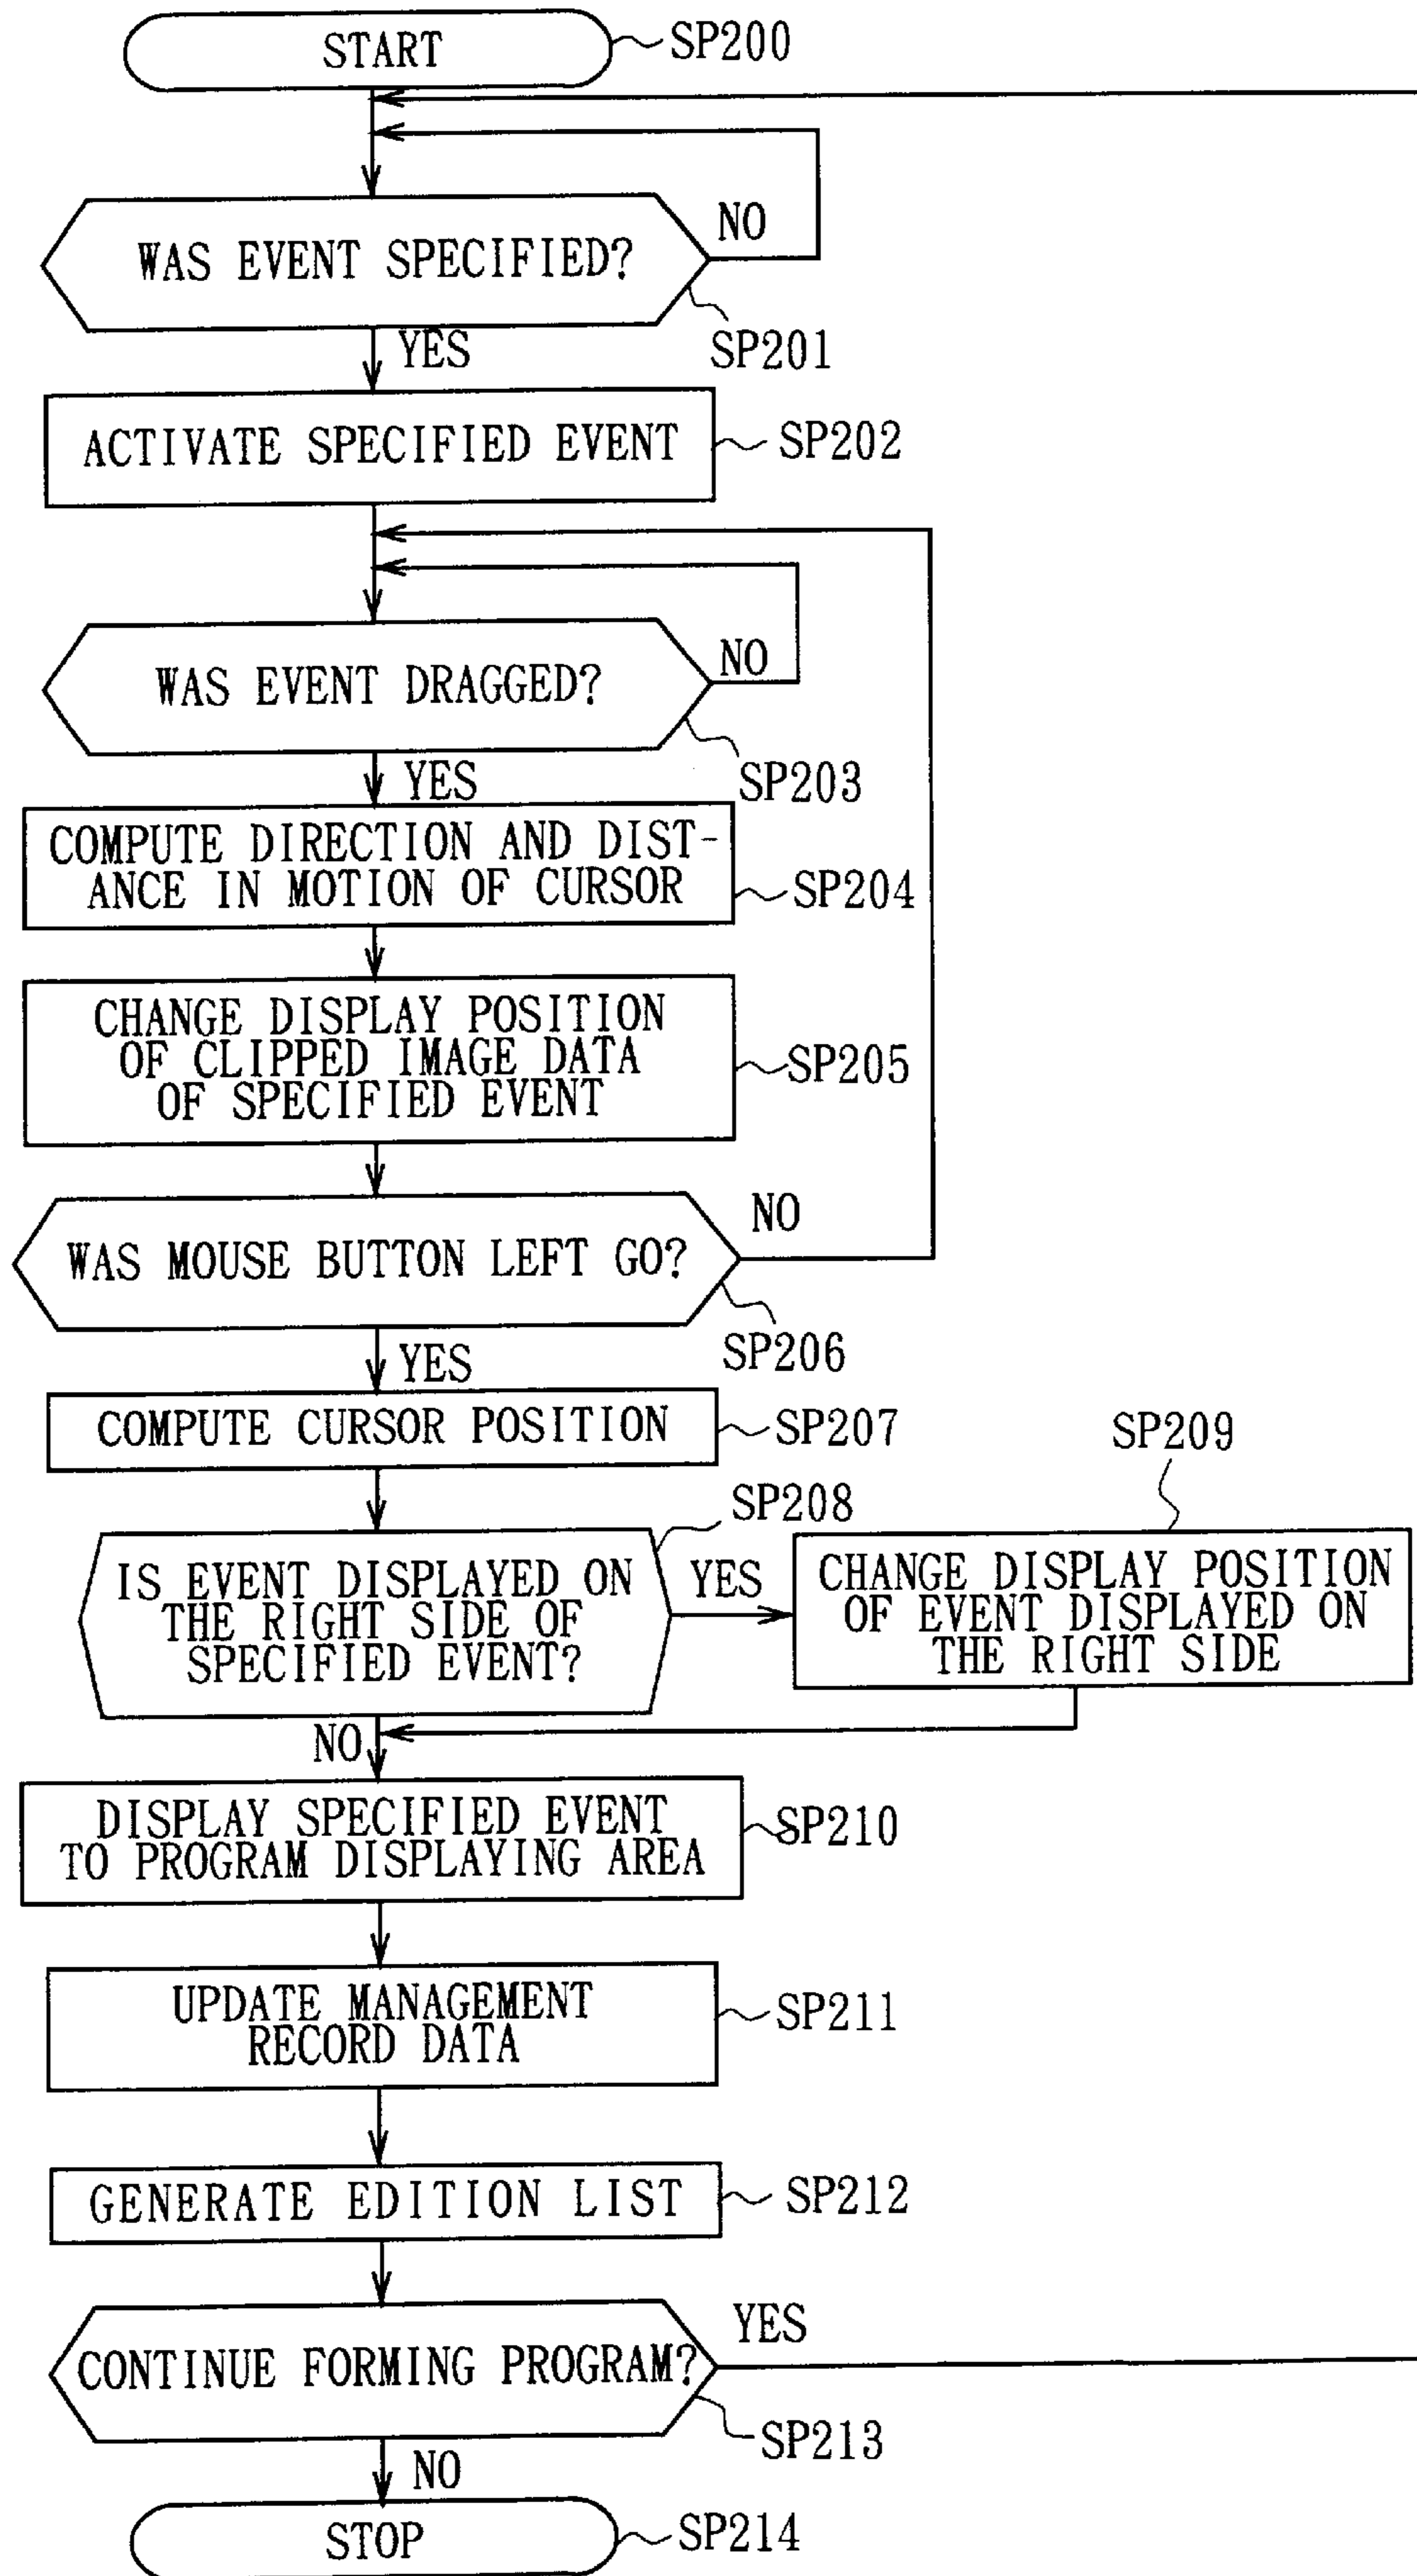 START
SP200
NO
WAS EVENT SPECIFIED?
SP201
YES
ACTIVATE SPECIFIED EVENT
SP202
NO
WAS EVENT DRAGGED?
SP203
YES
COMPUTE DIRECTION AND DIST-
ANCE IN MOTION OF CURSOR
SP204
CHANGE DISPLAY POSITION
OF CLIPPED IMAGE DATA
OF SPECIFIED EVENT
SP205
NO
WAS MOUSE BUTTON LEFT GO?
SP206
YES
COMPUTE CURSOR POSITION
SP207
SP208
IS EVENT DISPLAYED ON
THE RIGHT SIDE OF
SPECIFIED EVENT?
YES
SP209
CHANGE DISPLAY POSITION
OF EVENT DISPLAYED ON
THE RIGHT SIDE
NO
DISPLAY SPECIFIED EVENT
TO PROGRAM DISPLAYING AREA
SP210
UPDATE MANAGEMENT
RECORD DATA
SP211
GENERATE EDITION LIST
SP212
YES
CONTINUE FORMING PROGRAM?
SP213
NO
STOP
SP214